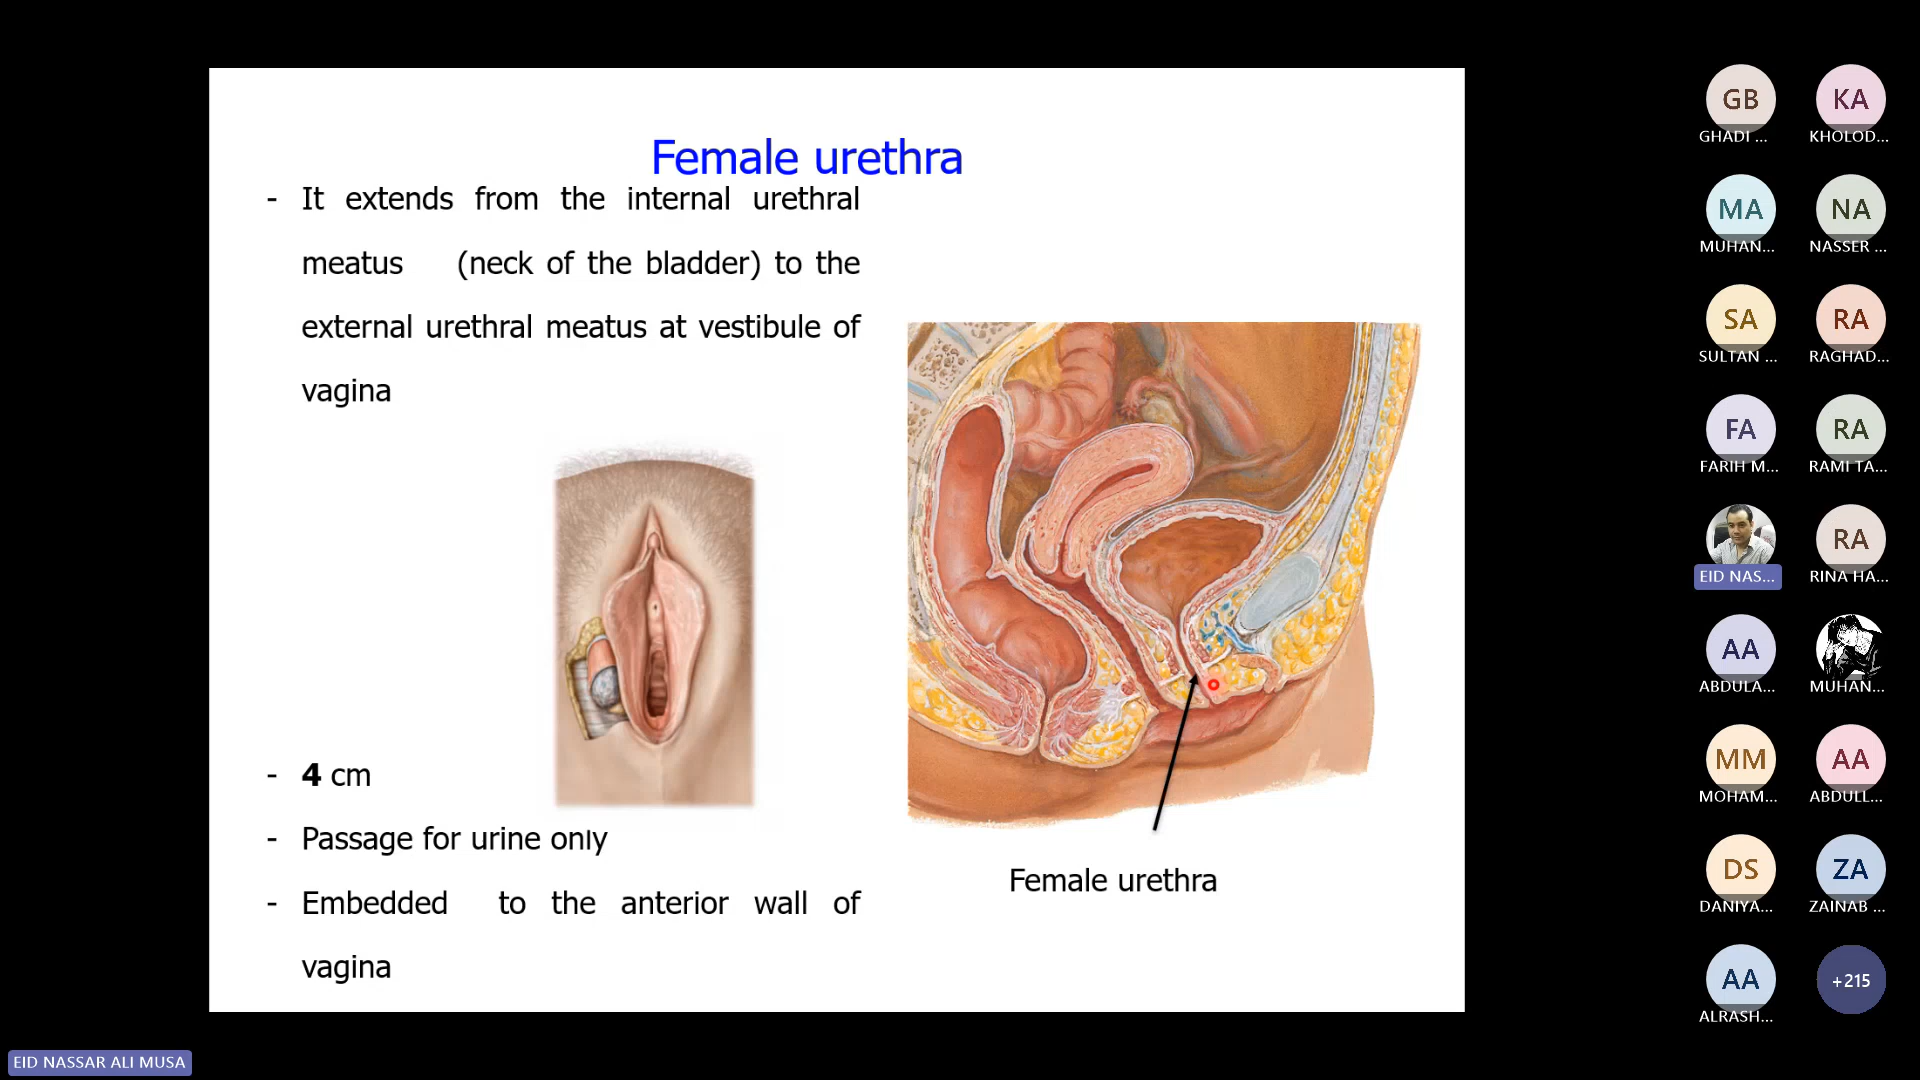 Female urethra
- It extends from the internal urethral
meatus (neck of the bladder) to the
external urethral meatus at vestibule of
vagina
- 4 cm
- Passage for urine only
- Embedded to the anterior wall of
vagina
Female urethra
GB KA
GHADI ... KHOLOD...
MA NA
MUHAN... NASSER ...
SA RA
SULTAN ... RAGHAD...
FA RA
FARIH M... RAMI TA...
RA
EID NAS... RINA HA...
AA
ABDULA... MUHAN...
MM AA
MOHAM... ABDULL...
DS ZA
DANIYA... ZAINAB ...
AA +215
ALRASH...
EID NASSAR ALI MUSA